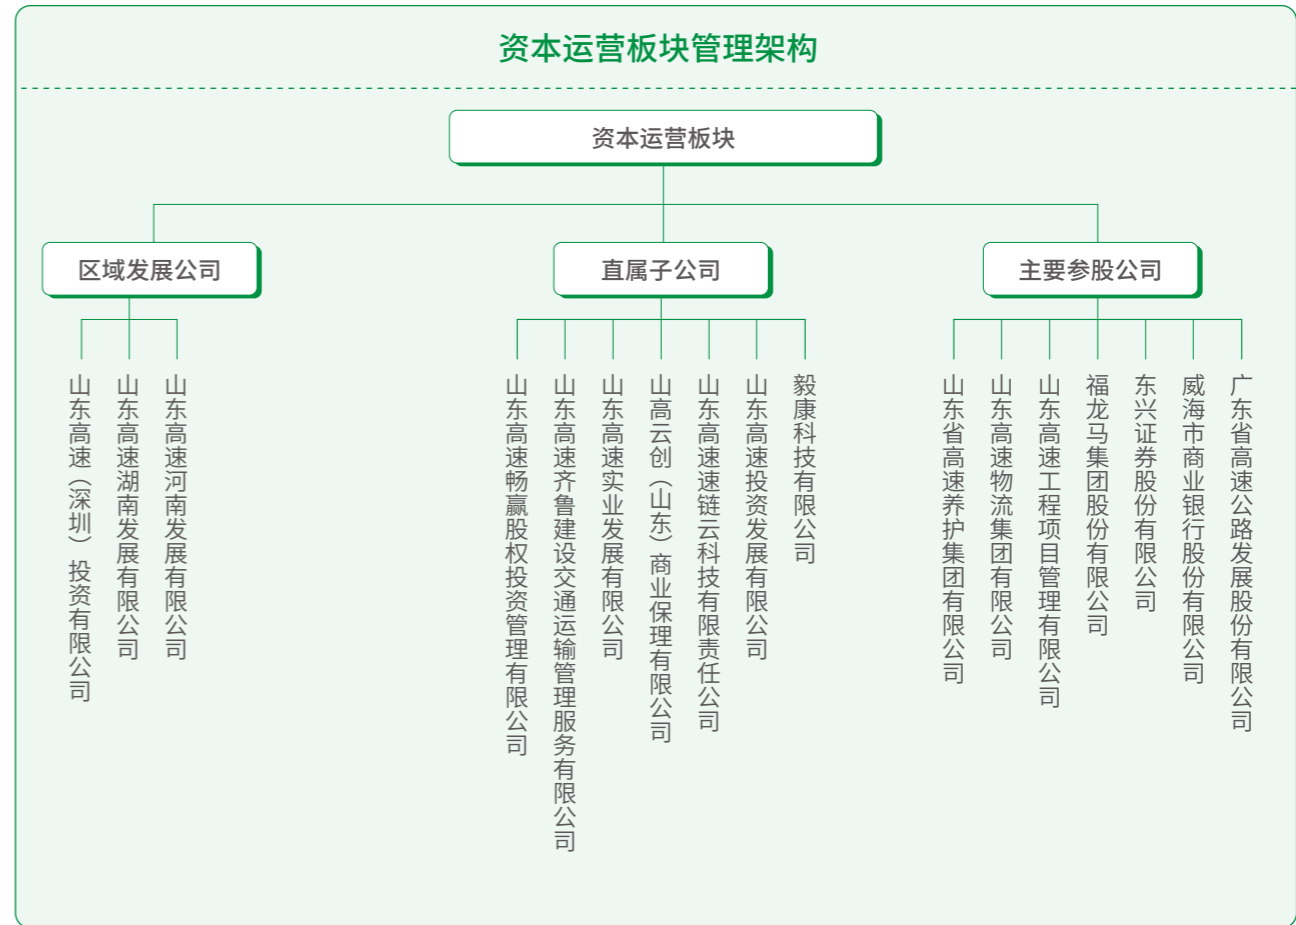 资本运营板块管理架构
资本运营板块
区域发展公司
直属子公司
主要参股公司
山东高速（深圳）投资有限公司
山东高速湖南发展有限公司
山东高速河南发展有限公司
山东高速畅赢股权投资管理有限公司
山东高速齐鲁建设交通运输管理服务有限公司
山东高速实业发展有限公司
山高云创（山东）商业保理有限公司
山东高速速链云科技有限责任公司
山东高速投资发展有限公司
毅康科技有限公司
山东省高速养护集团有限公司
山东高速物流集团有限公司
山东高速工程项目管理有限公司
福龙马集团股份有限公司
东兴证券股份有限公司
威海市商业银行股份有限公司
广东省高速公路发展股份有限公司